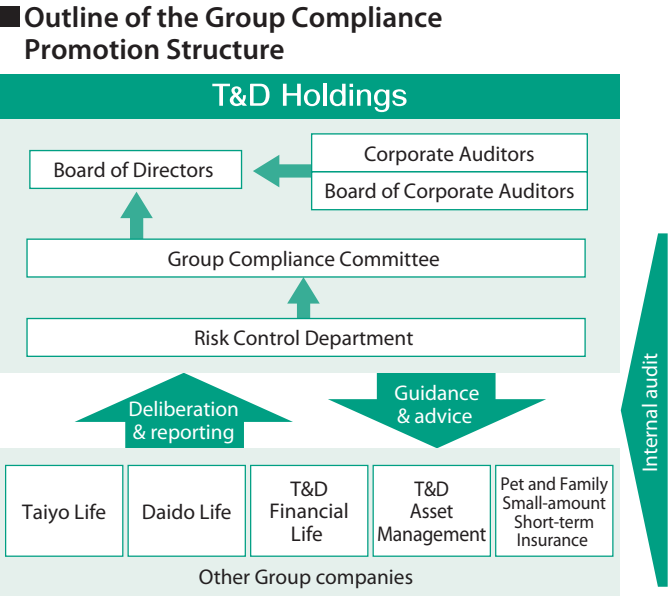 Outline of the Group Compliance
Promotion Structure
T&D Holdings
Board of Directors
Corporate Auditors
Board of Corporate Auditors
Group Compliance Committee
Risk Control Department
Deliberation
& reporting
Guidance
& advice
Internal audit
Taiyo Life
Daido Life
T&D
Financial
Life
T&D
Asset
Management
Pet and Family
Small-amount
Short-term
Insurance
Other Group companies